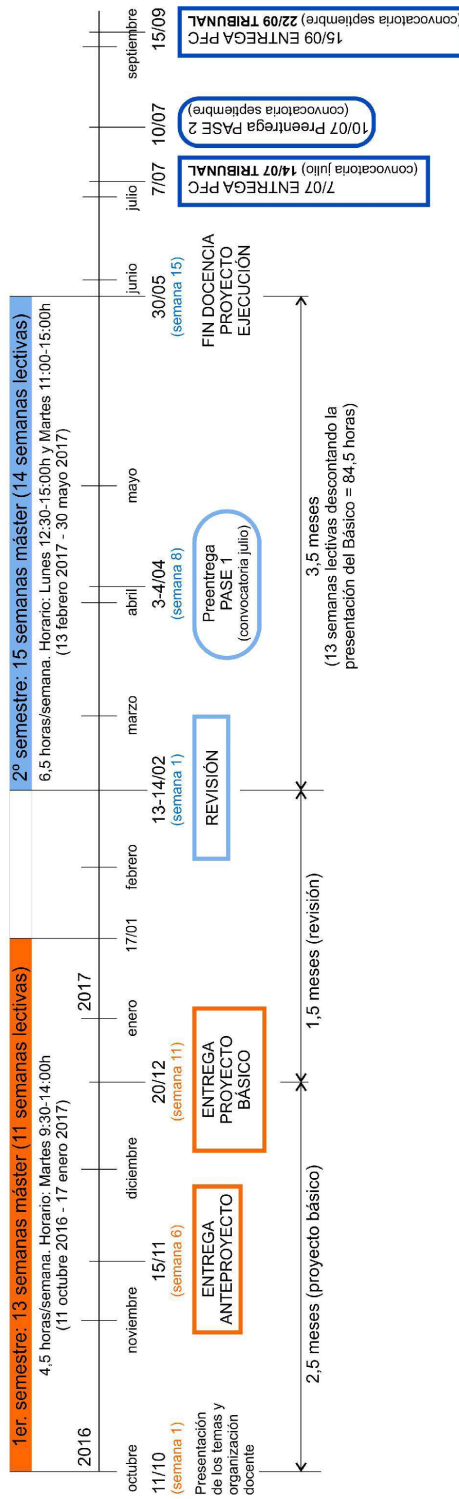 1er. semestre: 13 semanas máster (11 semanas lectivas)
4,5 horas/semana. Horario: Martes 9:30-14:00h
(11 octubre 2016 - 17 enero 2017)
2º semestre: 15 semanas máster (14 semanas lectivas)
6,5 horas/semana. Horario: Lunes 12:30-15:00h y Martes 11:00-15:00h
(13 febrero 2017 - 30 mayo 2017)
2016
2017
octubre
noviembre
diciembre
enero
17/01
febrero
marzo
abril
mayo
junio
julio
septiembre
11/10
(semana 1)
Presentación
de los temas y
organización
docente
15/11
(semana 6)
ENTREGA
ANTEPROYECTO
20/12
(semana 11)
ENTREGA
PROYECTO
BÁSICO
13-14/02
(semana 1)
REVISIÓN
3-4/04
(semana 8)
Preentrega
PASE 1
(convocatoria julio)
30/05
(semana 15)
FIN DOCENCIA
PROYECTO
EJECUCIÓN
7/07
7/07 ENTREGA PFC
(convocatoria julio) 14/07 TRIBUNAL
10/07
10/07 Preentrega PASE 2
(convocatoria septiembre)
15/09
15/09 ENTREGA PFC
(convocatoria septiembre) 22/09 TRIBUNAL
2,5 meses (proyecto básico)
1,5 meses (revisión)
3,5 meses
(13 semanas lectivas descontando la
presentación del Básico = 84,5 horas)